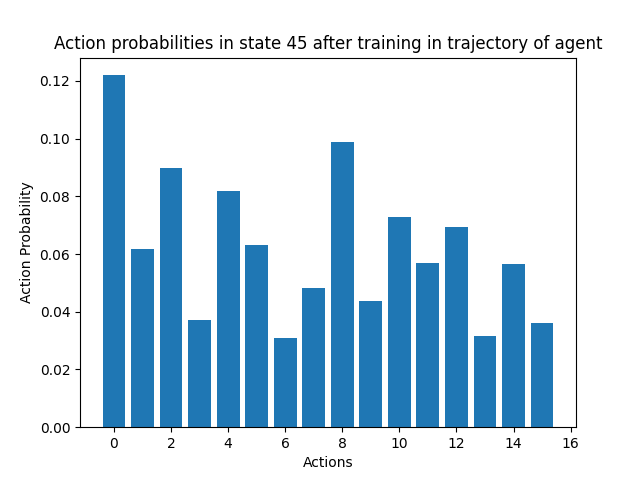 Action probabilities in state 45 after training in trajectory of agent
0.12
0.10
0.08
0.06
0.04
0.02
0.00
Action Probability
0 2 4 6 8 10 12 14 16
Actions